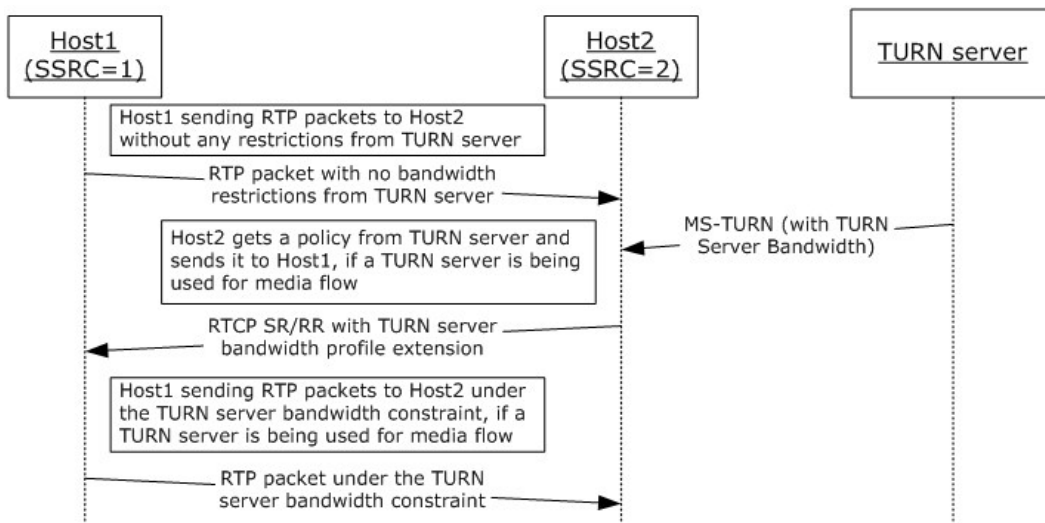 Host1
(SSRC=1)
Host2
(SSRC=2)
TURN server
Host1 sending RTP packets to Host2
without any restrictions from TURN server
RTP packet with no bandwidth
restrictions from TURN server
MS-TURN (with TURN
Server Bandwidth)
Host2 gets a policy from TURN server and
sends it to Host1, if a TURN server is being
used for media flow
RTCP SR/RR with TURN server
bandwidth profile extension
Host1 sending RTP packets to Host2 under
the TURN server bandwidth constraint, if a
TURN server is being used for media flow
RTP packet under the TURN
server bandwidth constraint